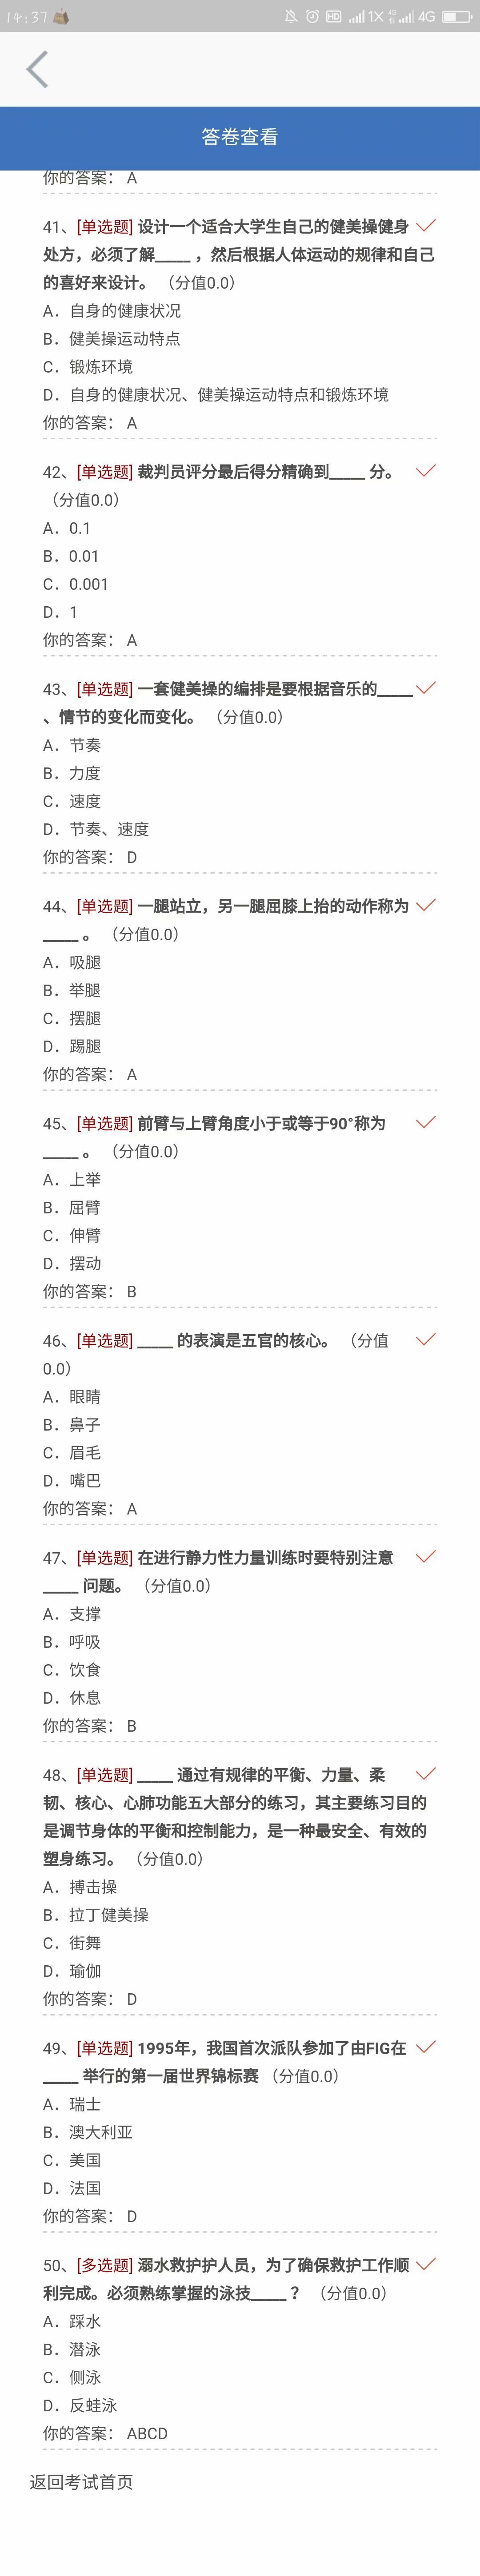 14:37 HD 1X 4G 4G
答卷查看
你的答案： A
41、[单选题] 设计一个适合大学生自己的健美操健身
处方，必须了解____ ，然后根据人体运动的规律和自己
的喜好来设计。 （分值0.0）
A．自身的健康状况
B．健美操运动特点
C．锻炼环境
D．自身的健康状况、健美操运动特点和锻炼环境
你的答案： A
42、[单选题] 裁判员评分最后得分精确到____ 分。
（分值0.0）
A．0.1
B．0.01
C．0.001
D．1
你的答案： A
43、[单选题] 一套健美操的编排是要根据音乐的____
、情节的变化而变化。 （分值0.0）
A．节奏
B．力度
C．速度
D．节奏、速度
你的答案： D
44、[单选题] 一腿站立，另一腿屈膝上抬的动作称为
____ 。 （分值0.0）
A．吸腿
B．举腿
C．摆腿
D．踢腿
你的答案： A
45、[单选题] 前臂与上臂角度小于或等于90°称为
____ 。 （分值0.0）
A．上举
B．屈臂
C．伸臂
D．摆动
你的答案： B
46、[单选题] ____ 的表演是五官的核心。 （分值
0.0）
A．眼睛
B．鼻子
C．眉毛
D．嘴巴
你的答案： A
47、[单选题] 在进行静力性力量训练时要特别注意
____ 问题。 （分值0.0）
A．支撑
B．呼吸
C．饮食
D．休息
你的答案： B
48、[单选题] ____ 通过有规律的平衡、力量、柔
韧、核心、心肺功能五大部分的练习，其主要练习目的
是调节身体的平衡和控制能力，是一种最安全、有效的
塑身练习。 （分值0.0）
A．搏击操
B．拉丁健美操
C．街舞
D．瑜伽
你的答案： D
49、[单选题] 1995年，我国首次派队参加了由FIG在
____ 举行的第一届世界锦标赛 （分值0.0）
A．瑞士
B．澳大利亚
C．美国
D．法国
你的答案： D
50、[多选题] 溺水救护护人员，为了确保救护工作顺
利完成。必须熟练掌握的泳技____ ？ （分值0.0）
A．踩水
B．潜泳
C．侧泳
D．反蛙泳
你的答案： ABCD
返回考试首页